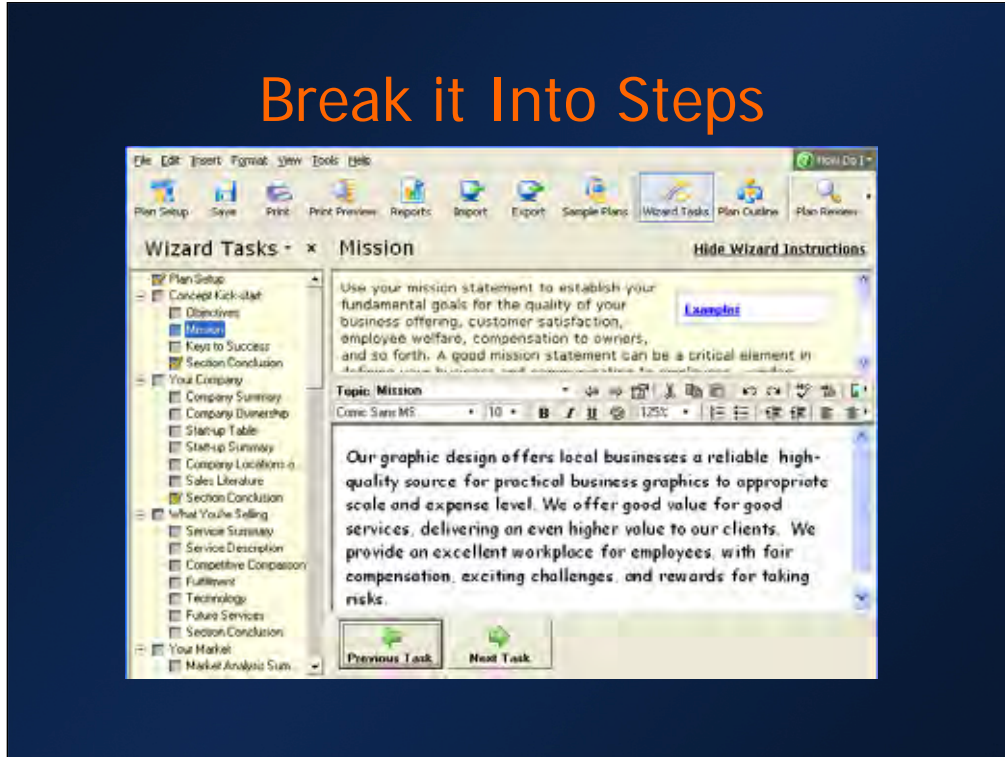 Break it Into Steps
File Edit Insert Format View Tools Help
How Do I
Plan Setup Save Print Print Preview Reports Import Export Sample Plans Wizard Tasks Plan Outline Plan Review
Wizard Tasks
Mission
Hide Wizard Instructions
Plan Setup
Concept Kick-start
Objectives
Mission
Keys to Success
Section Conclusion
Your Company
Company Summary
Company Ownership
Start-up Table
Start-up Summary
Company Locations a
Sales Literature
Section Conclusion
What You're Selling
Service Summary
Service Description
Competitive Comparison
Fulfillment
Technology
Future Services
Section Conclusion
Your Market
Market Analysis Sum
Use your mission statement to establish your
fundamental goals for the quality of your
business offering, customer satisfaction,
employee welfare, compensation to owners,
and so forth. A good mission statement can be a critical element in
Examples
Topic: Mission
Comic Sans MS 10 B I U 125%
Our graphic design offers local businesses a reliable high-
quality source for practical business graphics to appropriate
scale and expense level. We offer good value for good
services, delivering an even higher value to our clients. We
provide an excellent workplace for employees, with fair
compensation, exciting challenges, and rewards for taking
risks.
Previous Task Next Task